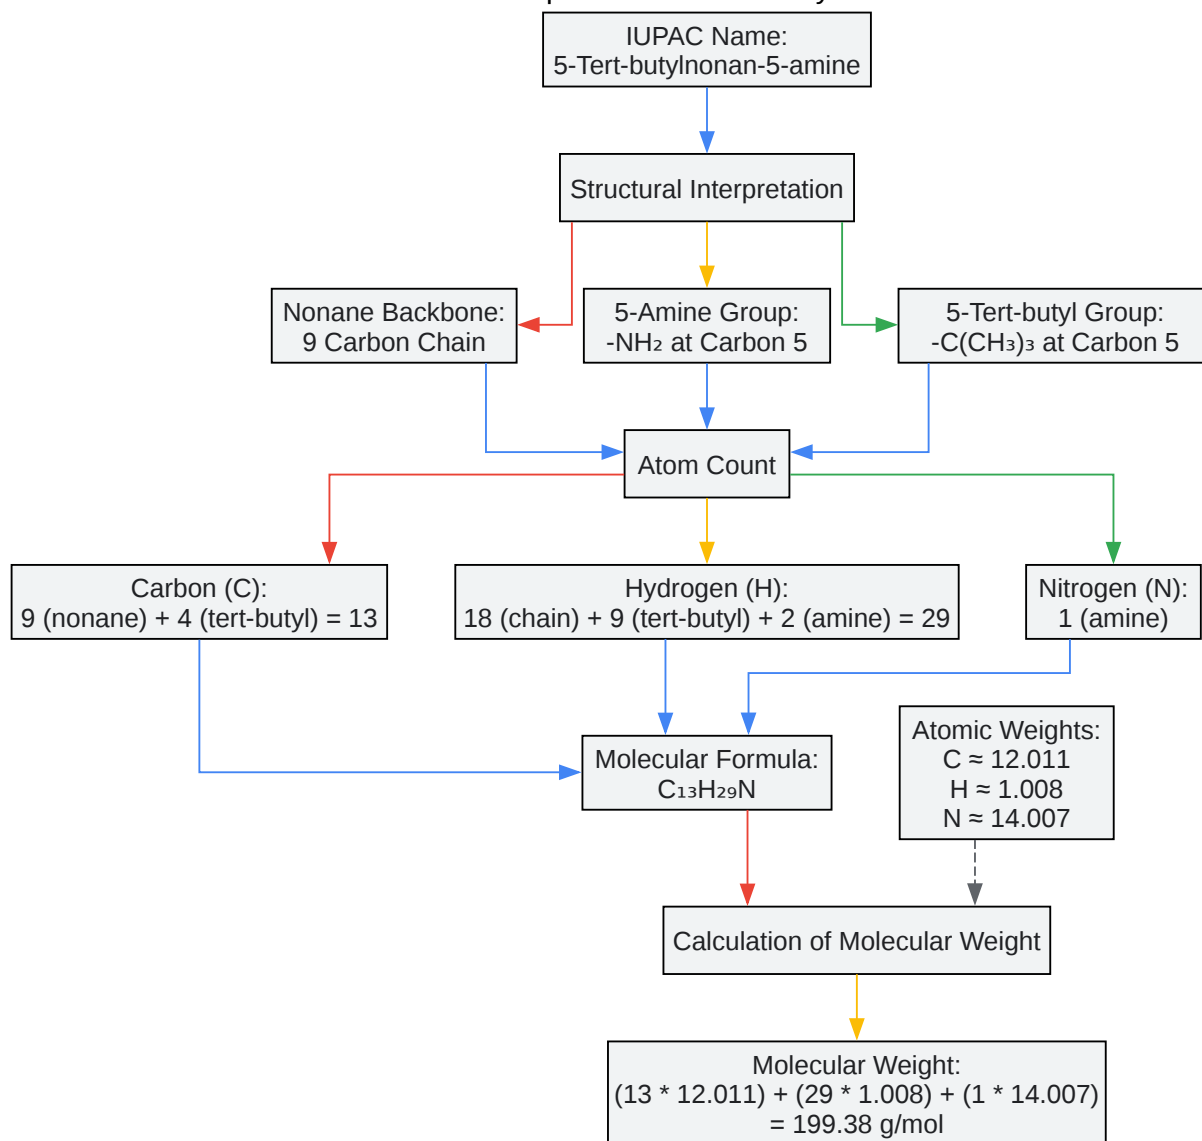 IUPAC Name:
5-Tert-butylnonan-5-amine
Structural Interpretation
Nonane Backbone:
9 Carbon Chain
5-Amine Group:
-NH₂ at Carbon 5
5-Tert-butyl Group:
-C(CH₃)₃ at Carbon 5
Atom Count
Carbon (C):
9 (nonane) + 4 (tert-butyl) = 13
Hydrogen (H):
18 (chain) + 9 (tert-butyl) + 2 (amine) = 29
Nitrogen (N):
1 (amine)
Molecular Formula:
C₁₃H₂₉N
Atomic Weights:
C ≈ 12.011
H ≈ 1.008
N ≈ 14.007
Calculation of Molecular Weight
Molecular Weight:
(13 * 12.011) + (29 * 1.008) + (1 * 14.007)
= 199.38 g/mol